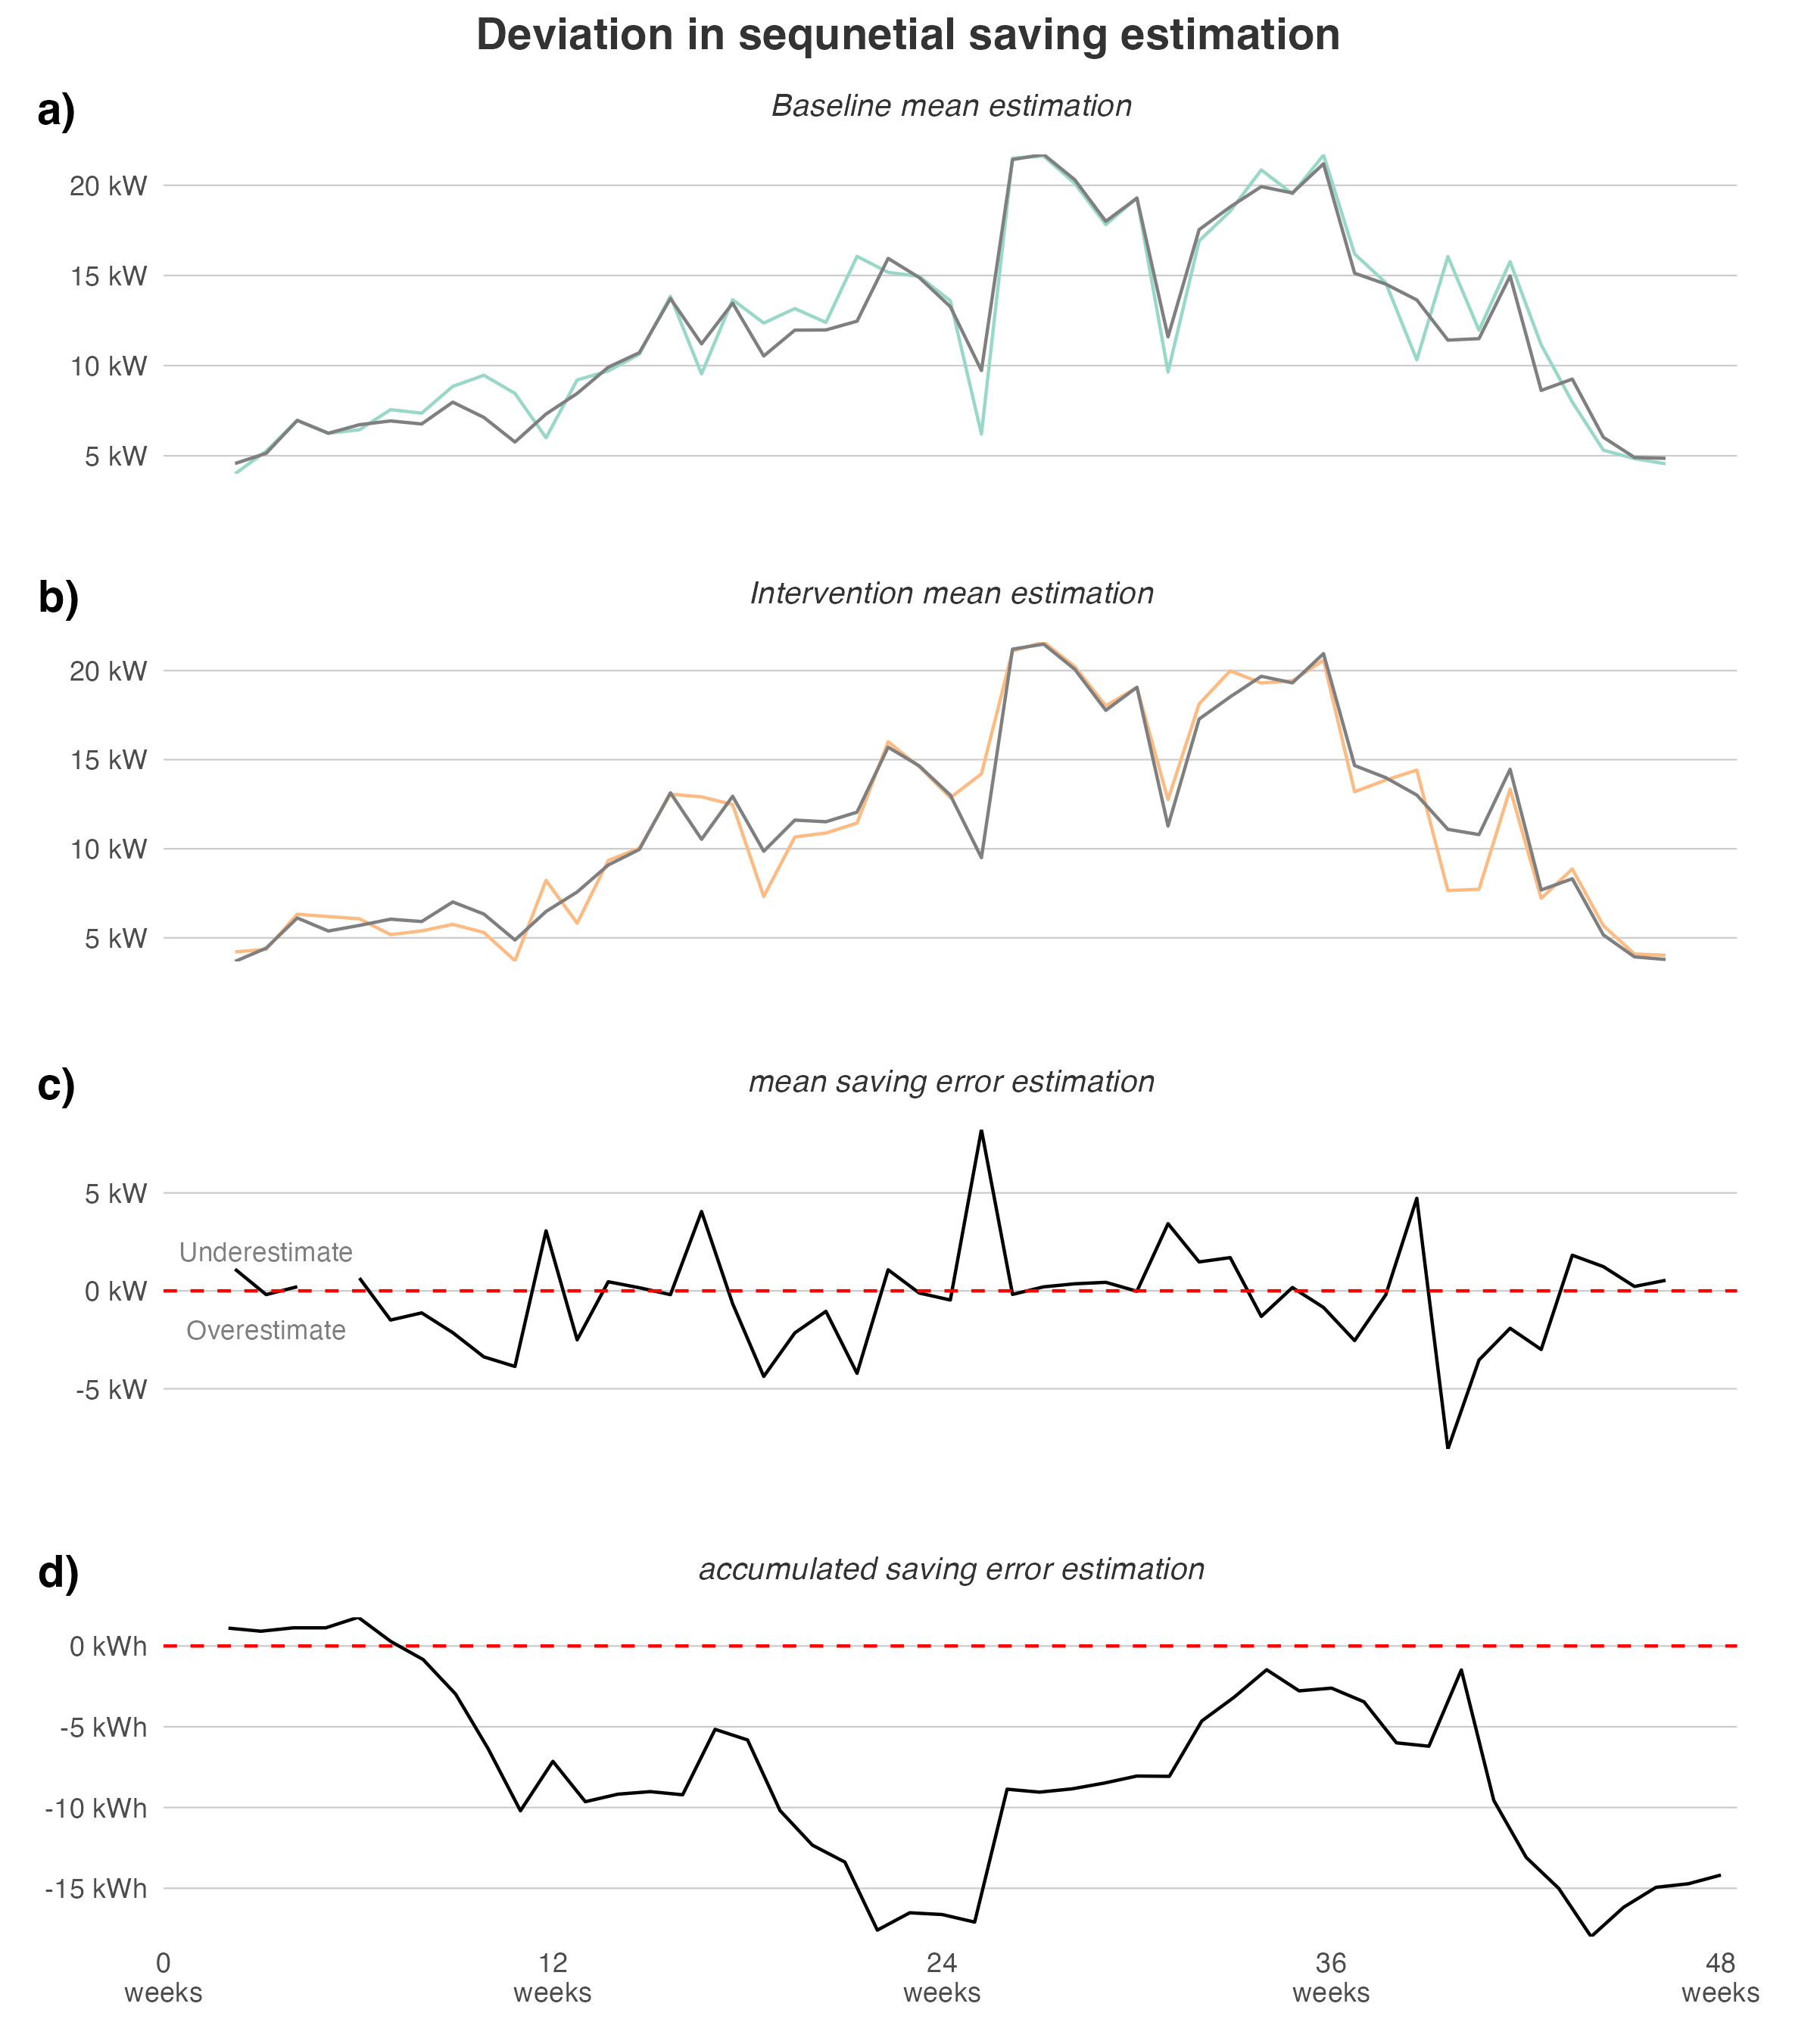 Deviation in sequnetial saving estimation
a)
Baseline mean estimation
20 kW
15 kW
10 kW
5 kW
b)
Intervention mean estimation
20 kW
15 kW
10 kW
5 kW
c)
mean saving error estimation
5 kW
Underestimate
0 kW
Overestimate
-5 kW
d)
accumulated saving error estimation
0 kWh
-5 kWh
-10 kWh
-15 kWh
0 12 24 36 48
weeks weeks weeks weeks weeks